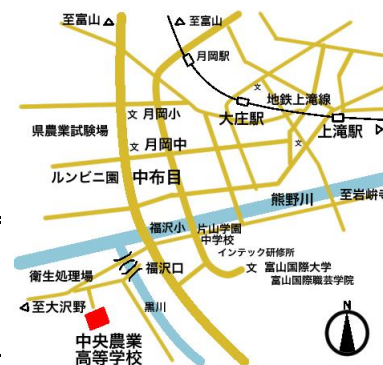 至富山
至富山
月岡駅
文
地鉄上滝線
大庄駅
上滝駅
文 月岡小
県農業試験場
文 月岡中
文
ルンビニ園 中布目
熊野川
至岩峅寺
福沢小
片山学園
中学校
インテック研修所
文 富山国際大学
富山国際職芸学院
衛生処理場
福沢口
黒川
至大沢野
中央農業
高等学校
N